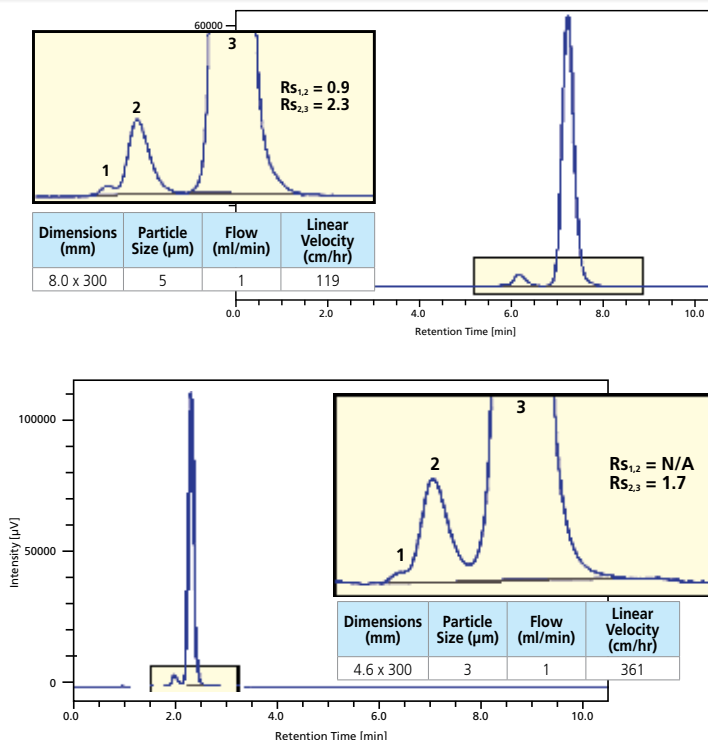 60000
3
Rs1,2 = 0.9
Rs2,3 = 2.3
2
1
Dimensions (mm) Particle Size (µm) Flow (ml/min) Linear Velocity (cm/hr)
8.0 x 300 5 1 119
0.0 2.0 4.0 6.0 8.0 10.0
Retention Time [min]
100000
50000
0
Intensity [µV]
3
2
Rs1,2 = N/A
Rs2,3 = 1.7
1
Dimensions (mm) Particle Size (µm) Flow (ml/min) Linear Velocity (cm/hr)
4.6 x 300 3 1 361
0.0 2.0 4.0 6.0 8.0 10.0
Retention Time [min]